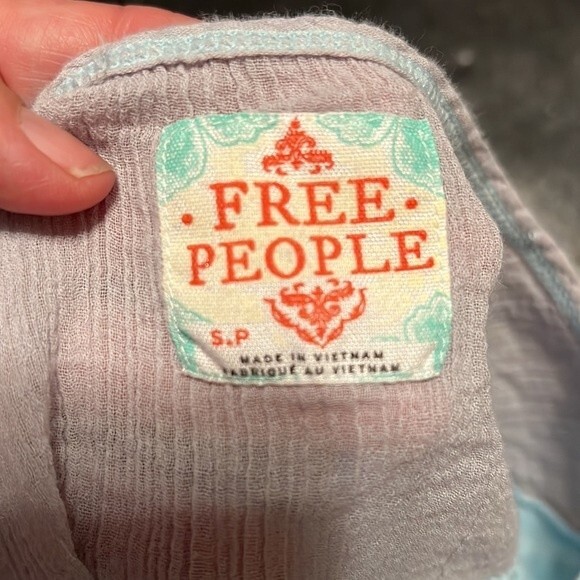 · FREE ·
PEOPLE
S.P
MADE IN VIETNAM
FABRIQUÉ AU VIETNAM